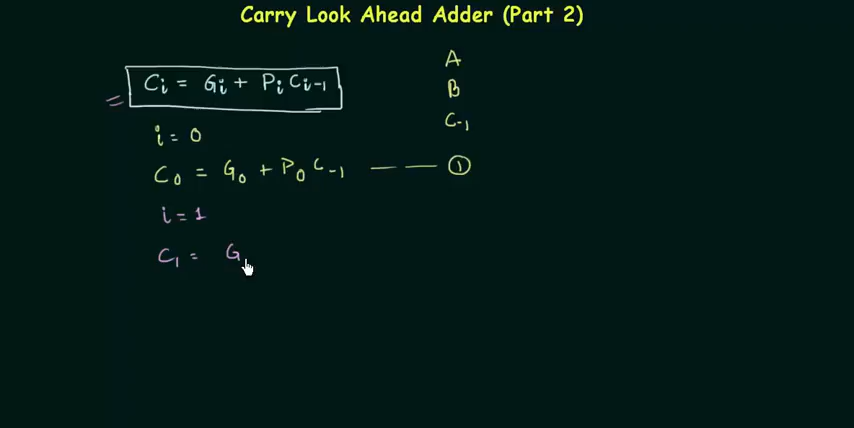 Carry Look Ahead Adder (Part 2)
Ci = Gi + Pi Ci-1
=
i = 0
C0 = G0 + P0 C-1 —— ①
i = 1
C1 = G
A
B
C-1